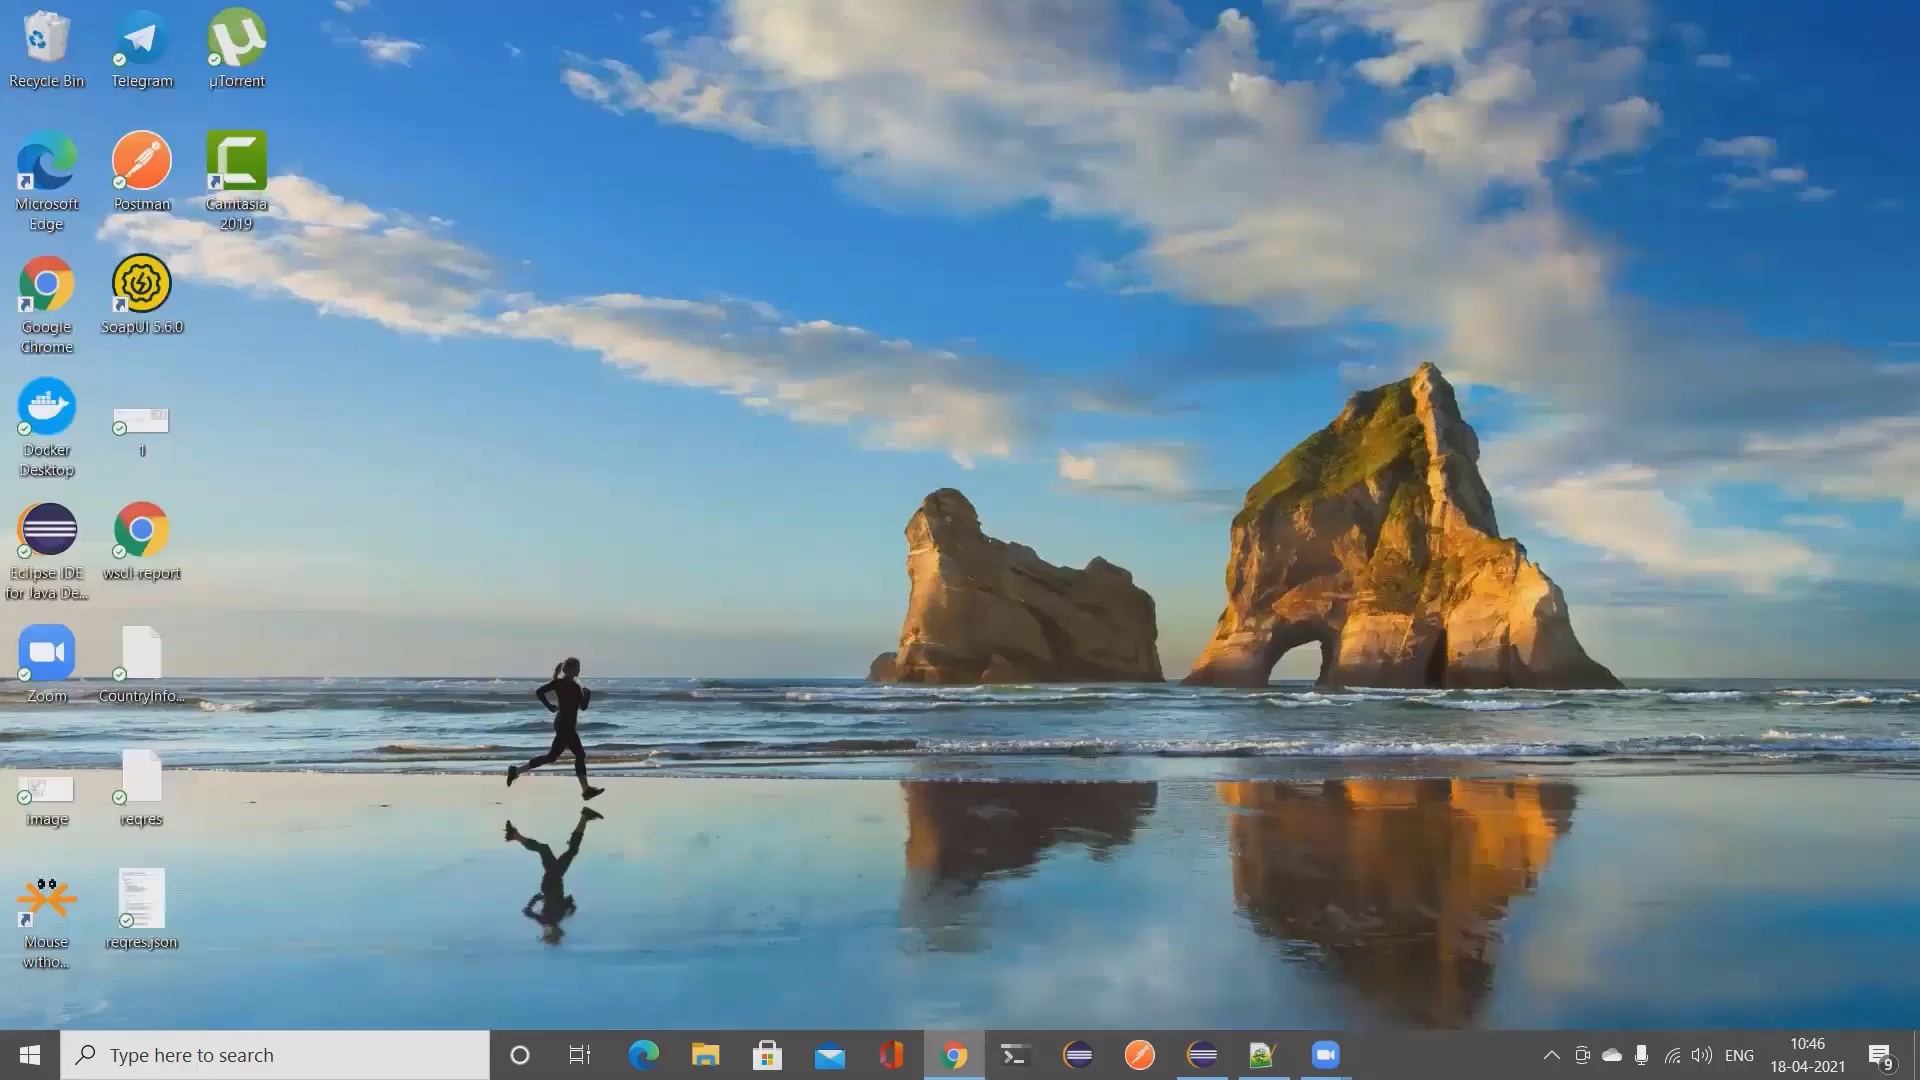 Recycle Bin
Telegram
µTorrent
Microsoft
Edge
Postman
Camtasia
2019
Google
Chrome
SoapUI 5.6.0
Docker
Desktop
1
Eclipse IDE
for Java De...
wsdl-report
Zoom
CountryInfo...
image
reqres
Mouse
witho...
reqres.json
Type here to search
ENG
10:46
18-04-2021
9